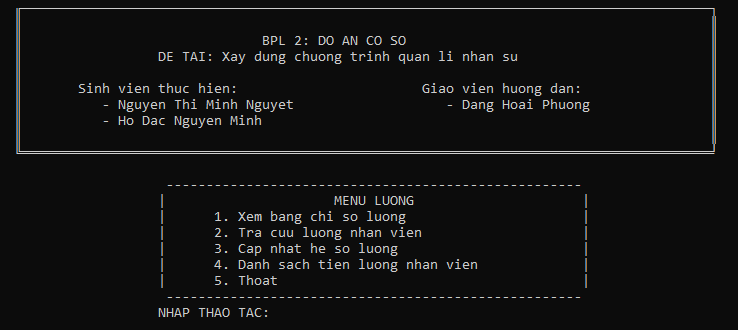 BPL 2: DO AN CO SO
DE TAI: Xay dung chuong trinh quan li nhan su
Sinh vien thuc hien: Giao vien huong dan:
- Nguyen Thi Minh Nguyet - Dang Hoai Phuong
- Ho Dac Nguyen Minh
MENU LUONG
1. Xem bang chi so luong
2. Tra cuu luong nhan vien
3. Cap nhat he so luong
4. Danh sach tien luong nhan vien
5. Thoat
NHAP THAO TAC: